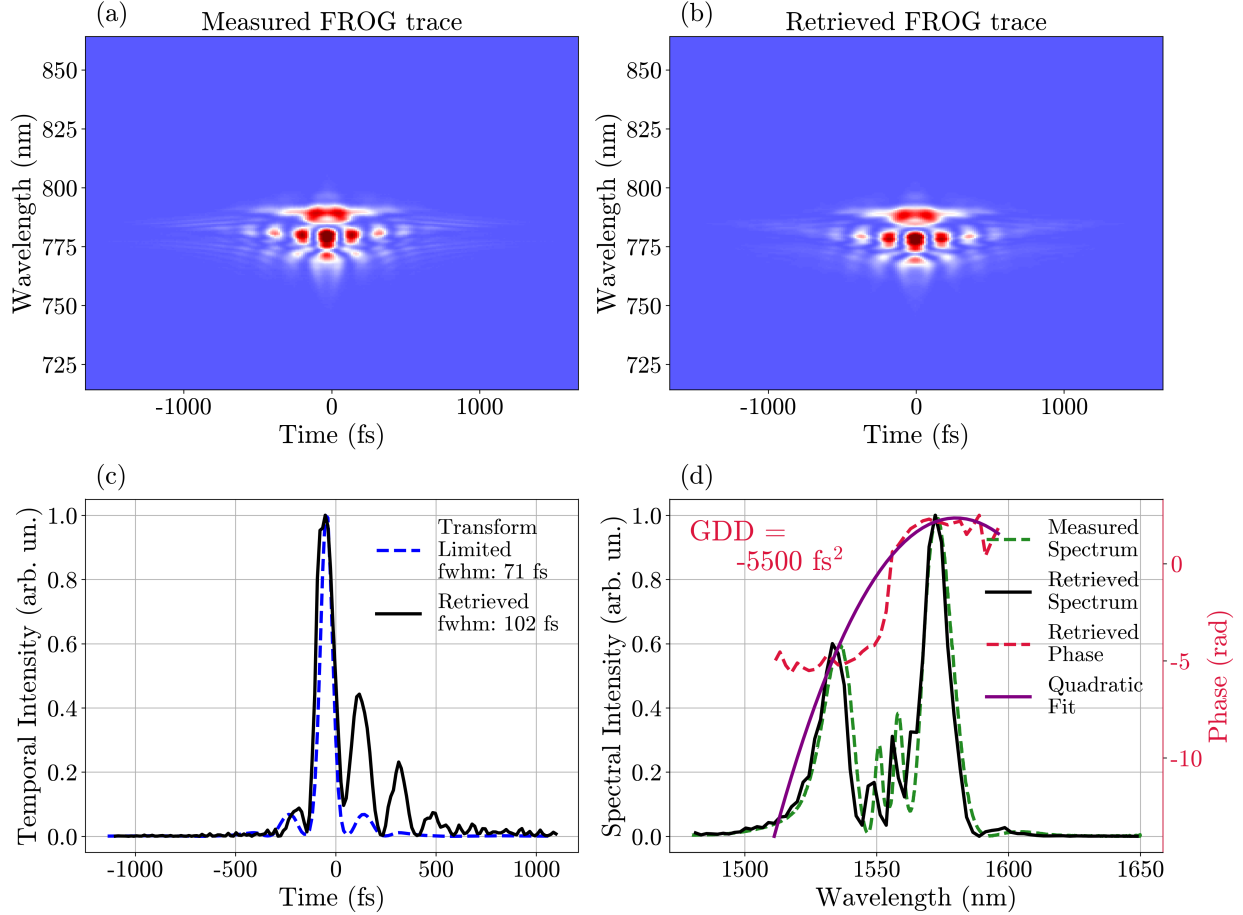 (a)
Measured FROG trace
850
825
800
775
750
725
Wavelength (nm)
-1000
0
1000
Time (fs)
(b)
Retrieved FROG trace
850
825
800
775
750
725
Wavelength (nm)
-1000
0
1000
Time (fs)
(c)
1.0
0.8
0.6
0.4
0.2
0.0
Temporal Intensity (arb. un.)
Transform
Limited
fwhm: 71 fs
Retrieved
fwhm: 102 fs
-1000
-500
0
500
1000
Time (fs)
(d)
1.0
0.8
0.6
0.4
0.2
0.0
Spectral Intensity (arb. un.)
GDD =
-5500 fs²
Measured
Spectrum
Retrieved
Spectrum
Retrieved
Phase
Quadratic
Fit
0
-5
-10
Phase (rad)
1500
1550
1600
1650
Wavelength (nm)